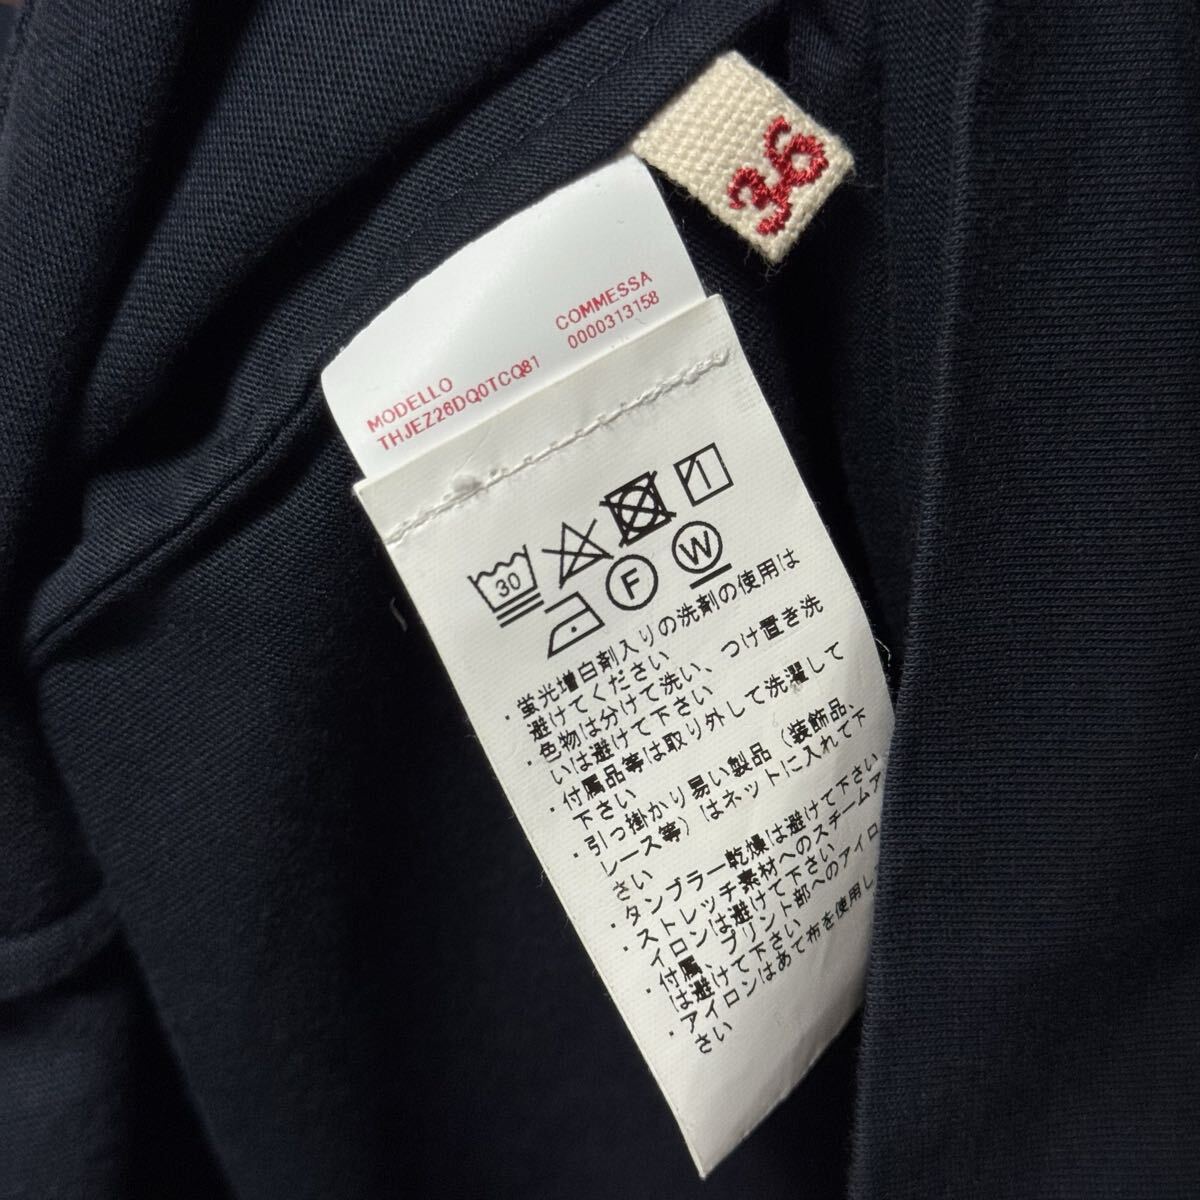 36
COMMESSA
0000313158
MODELLO
THJEZ26DQ0TCQ81
30
F
W
・蛍光増白剤入りの洗剤の使用は
避けてください
・色物は分けて洗い、つけ置き洗
いは避けて下さい
・付属品等は取り外して洗濯して
下さい
・引っ掛かり易い製品（装飾品、
レース等）はネットに入れて下
さい
・タンブラー乾燥は避けて下さい
・ストレッチ素材へのスチームア
イロンは避けて下さい
・付属、プリント部へのアイロ
は避けて下さい
・アイロンはあて布を使用し
さい